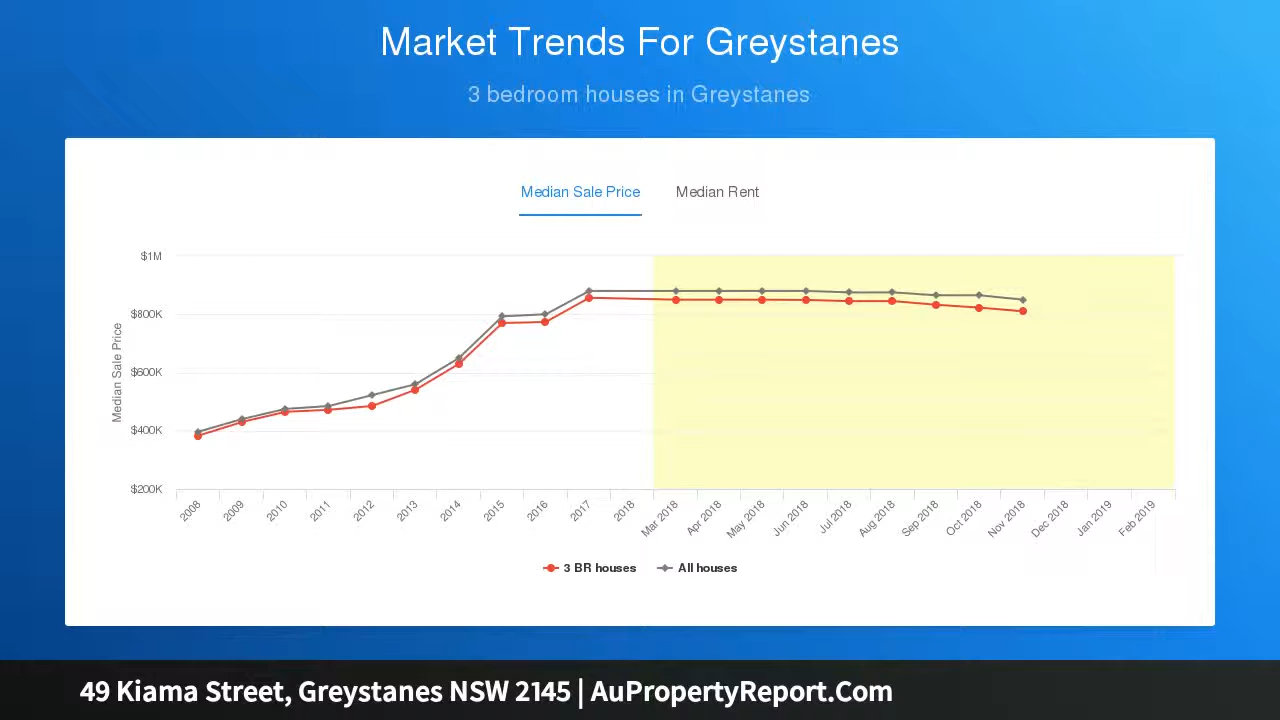 Market Trends For Greystanes
3 bedroom houses in Greystanes
Median Sale Price Median Rent
$1M
$800K
$600K
$400K
$200K
Median Sale Price
2008 2009 2010 2011 2012 2013 2014 2015 2016 2017 2018 Mar 2018 Apr 2018 May 2018 Jun 2018 Jul 2018 Aug 2018 Sep 2018 Oct 2018 Nov 2018 Dec 2018 Jan 2019 Feb 2019
3 BR houses All houses
49 Kiama Street, Greystanes NSW 2145 | AuPropertyReport.Com